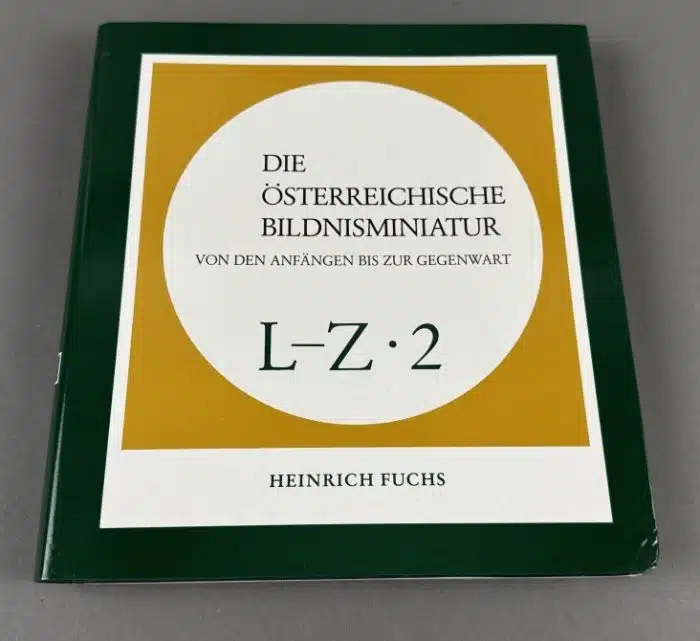 DIE
ÖSTERREICHISCHE
BILDNISMINIATUR
VON DEN ANFÄNGEN BIS ZUR GEGENWART
L–Z · 2
HEINRICH FUCHS